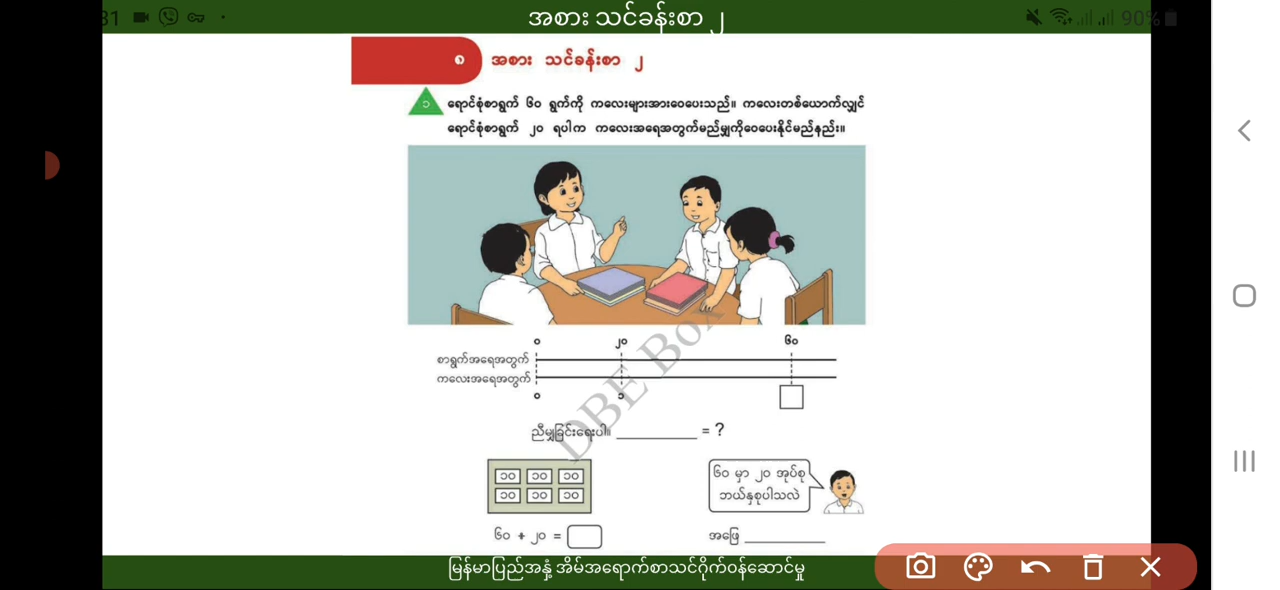 31
အစား သင်ခန်းစာ ၂
90%
၈ အစား သင်ခန်းစာ ၂
၁ ရောင်စုံစာရွက် ၆၀ ရွက်ကို ကလေးများအားဝေပေးသည်။ ကလေးတစ်ယောက်လျှင်
ရောင်စုံစာရွက် ၂၀ ရပါက ကလေးအရေအတွက်မည်မျှကိုဝေပေးနိုင်မည်နည်း။
၀ ၂၀ ၆၀
စာရွက်အရေအတွက်
ကလေးအရေအတွက်
၀ ၁
DBE Box
ညီမျှခြင်းရေးပါ။ ________ = ?
၁၀ ၁၀ ၁၀
၁၀ ၁၀ ၁၀
၆၀ မှာ ၂၀ အုပ်စု
ဘယ်နှစုပါသလဲ
၆၀ ÷ ၂၀ =
အဖြေ ________
မြန်မာပြည်အနှံ့ အိမ်အရောက်စာသင်ဝိုက်ဝန်ဆောင်မှု